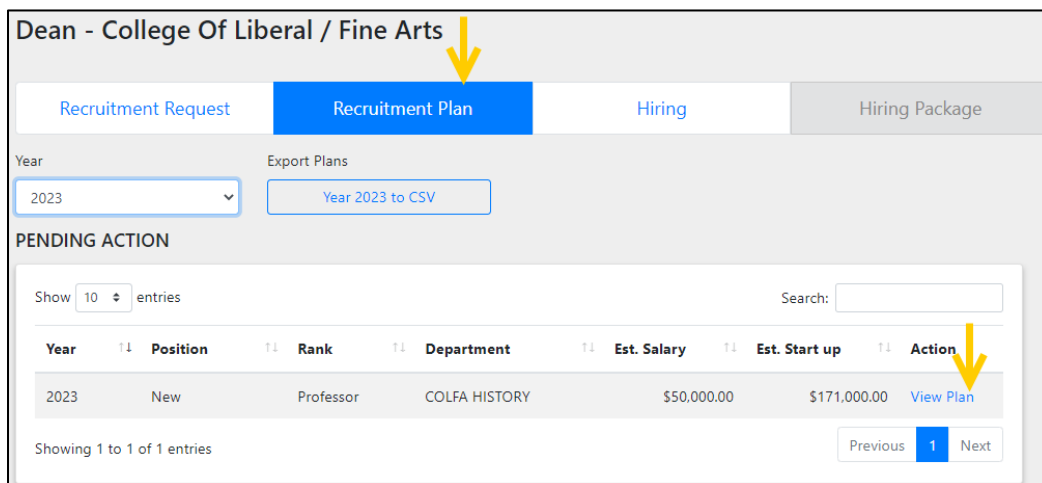 Dean - College Of Liberal / Fine Arts
Recruitment Request Recruitment Plan Hiring Hiring Package
Year Export Plans
2023 Year 2023 to CSV
PENDING ACTION
Show 10 entries Search:
Year Position Rank Department Est. Salary Est. Start up Action
2023 New Professor COLFA HISTORY $50,000.00 $171,000.00 View Plan
Showing 1 to 1 of 1 entries Previous 1 Next